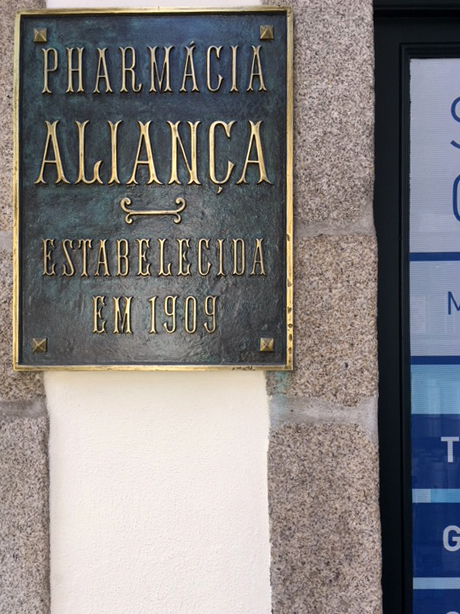 PHARMÁCIA
ALIANÇA
ESTABELECIDA
EM 1909